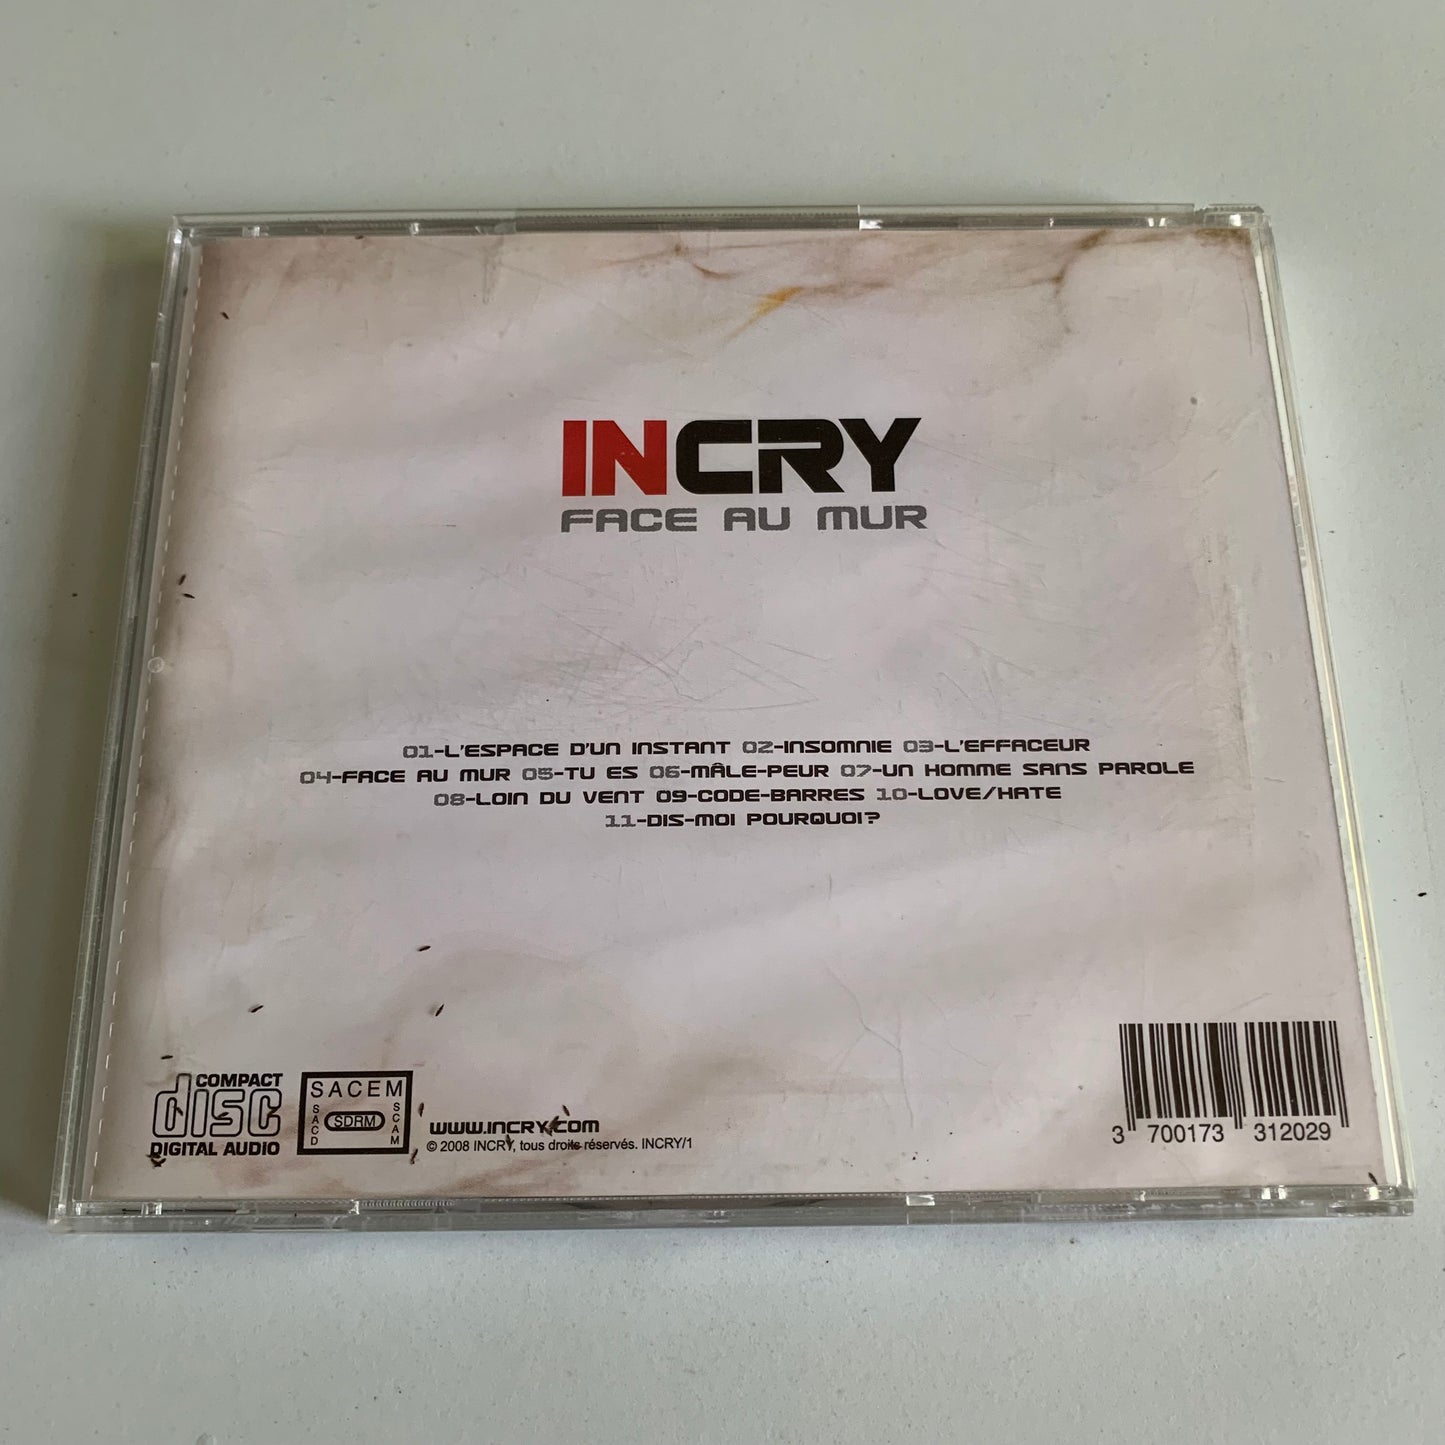 INCRY
FACE AU MUR
01-L'ESPACE D'UN INSTANT 02-INSOMNIE 03-L'EFFACEUR
04-FACE AU MUR 05-TU ES 06-MÂLE-PEUR 07-UN HOMME SANS PAROLE
08-LOIN DU VENT 09-CODE-BARRES 10-LOVE/HATE
11-DIS-MOI POURQUOI?
COMPACT
disc
DIGITAL AUDIO
SACEM
SACD
SDRM
SCAM
www.INCRY.COM
© 2008 INCRY, tous droits réservés. INCRY/1
3 700173 312029